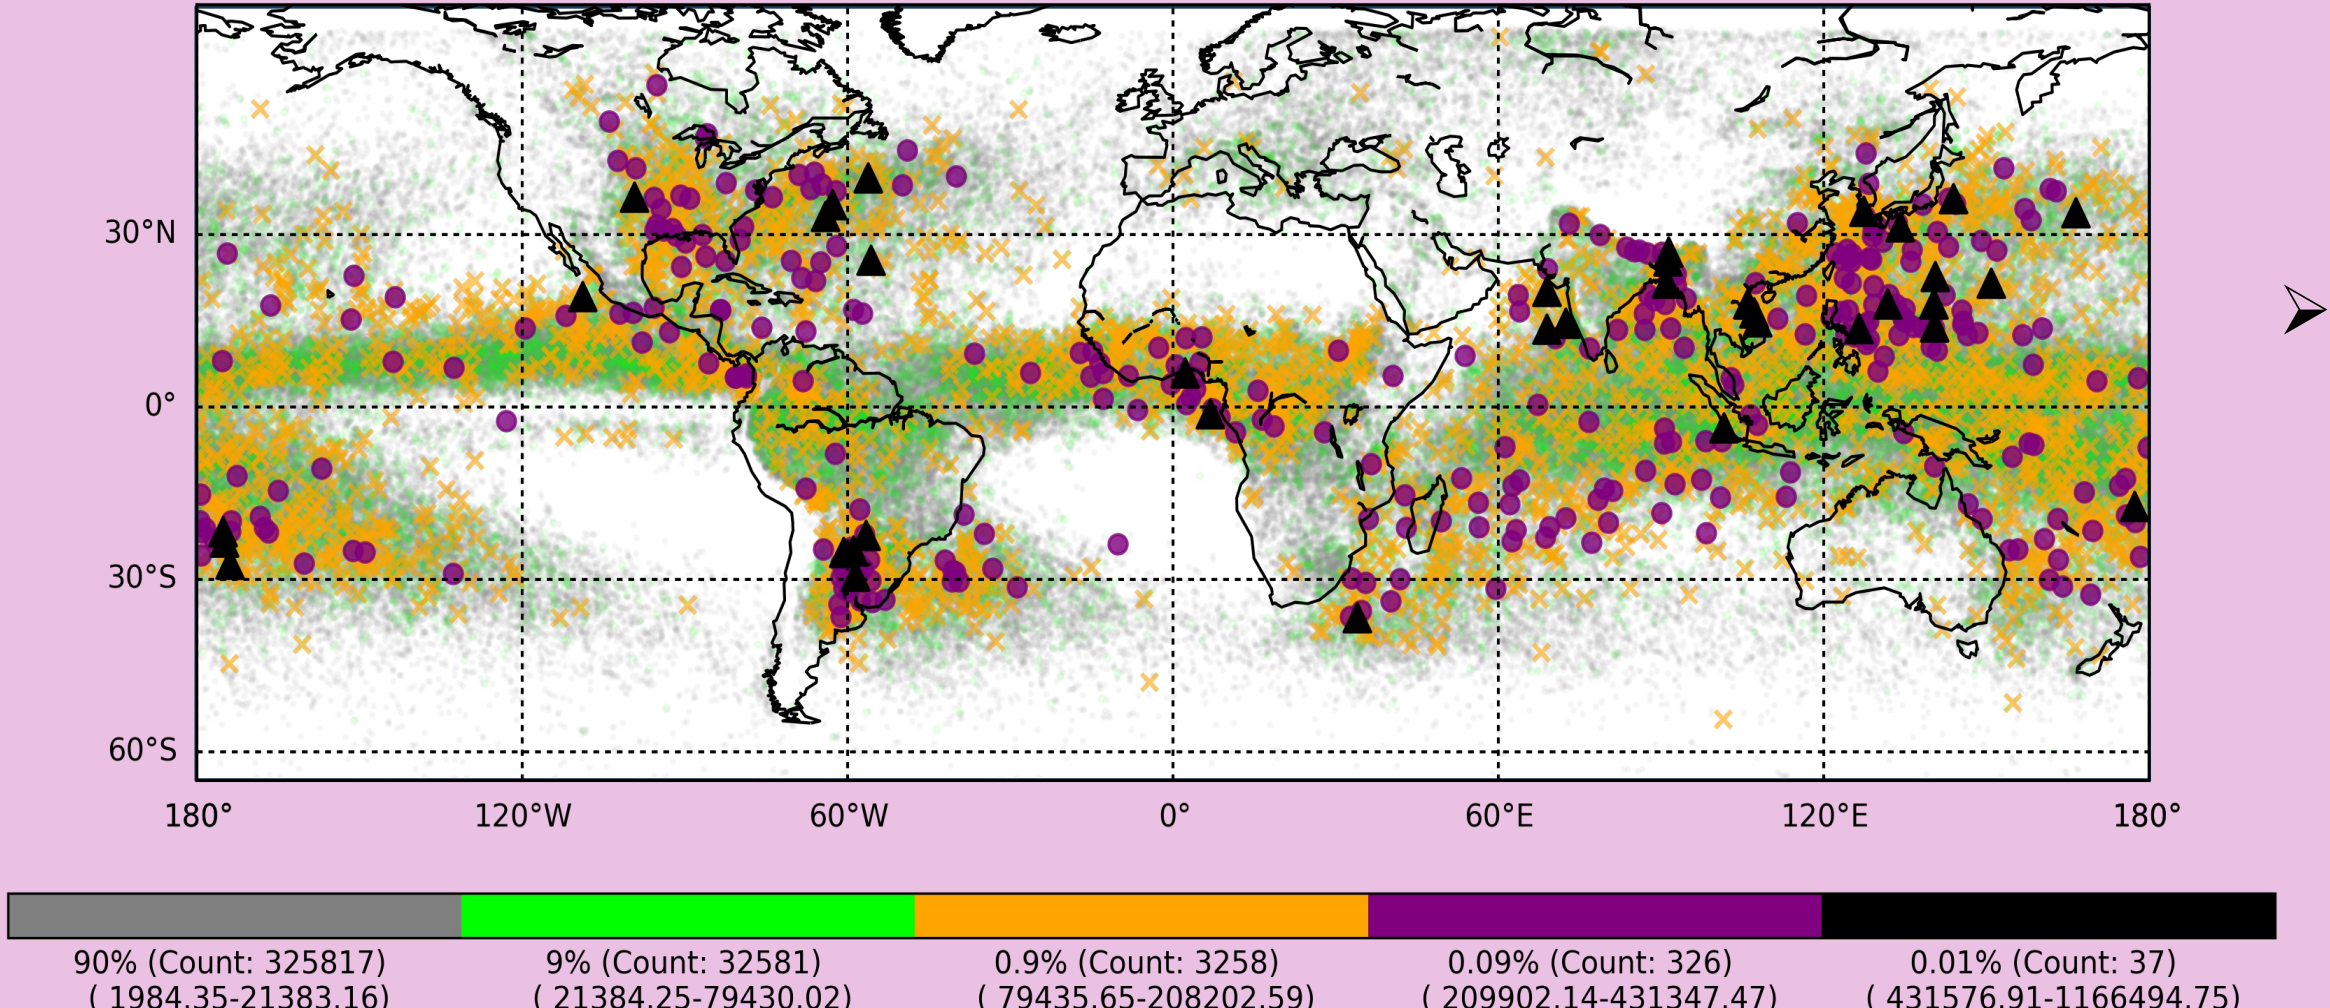 30°N
0°
30°S
60°S
180° 120°W 60°W 0° 60°E 120°E 180°
90% (Count: 325817) 9% (Count: 32581) 0.9% (Count: 3258) 0.09% (Count: 326) 0.01% (Count: 37)
( 1984.35-21383.16) ( 21384.25-79430.02) ( 79435.65-208202.59) ( 209902.14-431347.47) ( 431576.91-1166494.75)